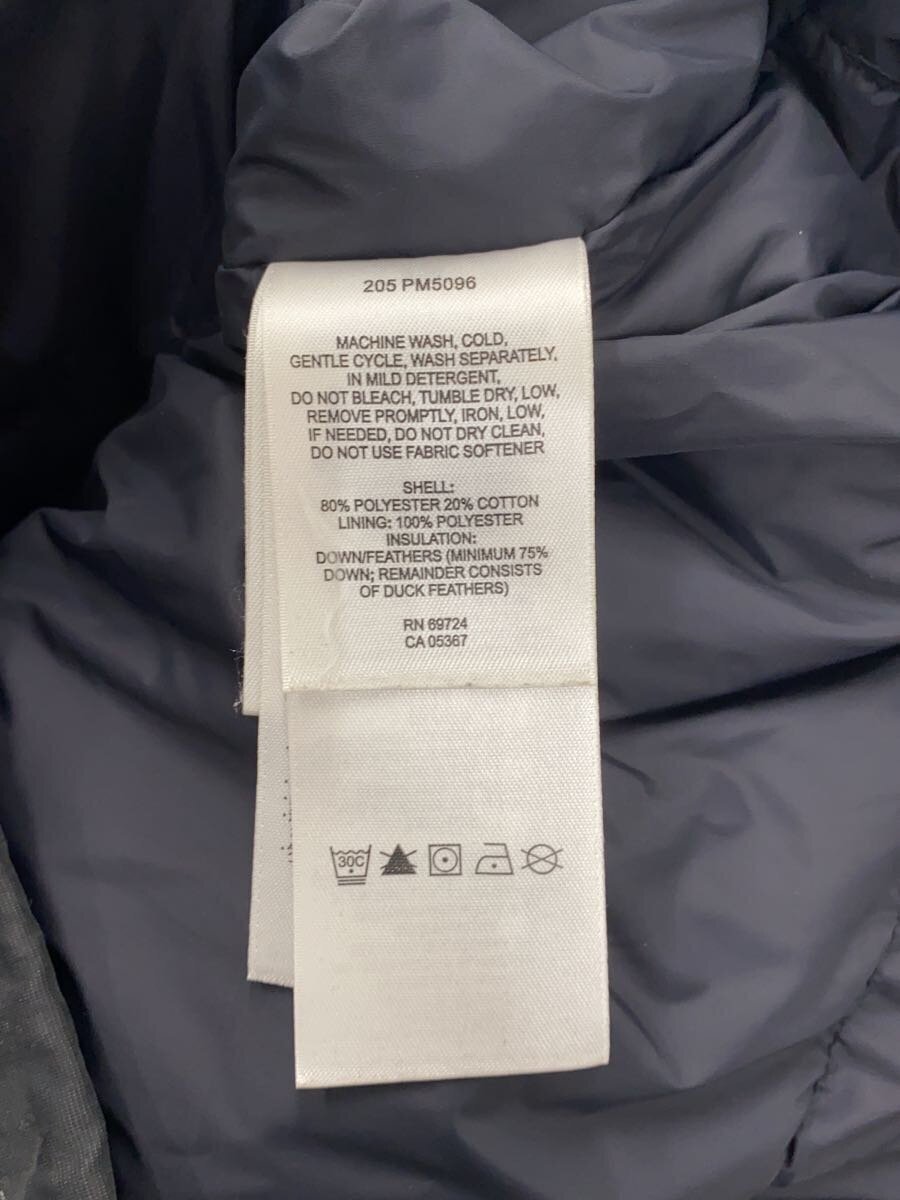 205 PM5096
MACHINE WASH, COLD,
GENTLE CYCLE, WASH SEPARATELY,
IN MILD DETERGENT,
DO NOT BLEACH, TUMBLE DRY, LOW,
REMOVE PROMPTLY, IRON, LOW,
IF NEEDED, DO NOT DRY CLEAN,
DO NOT USE FABRIC SOFTENER
SHELL:
80% POLYESTER 20% COTTON
LINING: 100% POLYESTER
INSULATION:
DOWN/FEATHERS (MINIMUM 75%
DOWN; REMAINDER CONSISTS
OF DUCK FEATHERS)
RN 69724
CA 05367
30C